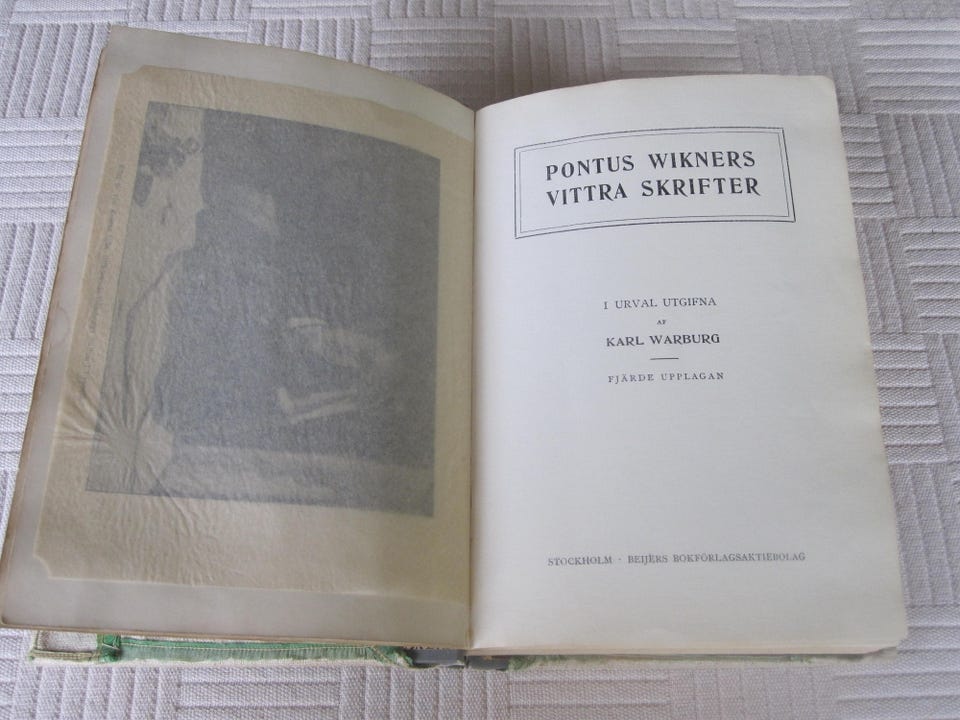 PONTUS WIKNERS
VITTRA SKRIFTER
I URVAL UTGIFNA
AF
KARL WARBURG
FJÄRDE UPPLAGAN
STOCKHOLM · BEIJERS BOKFÖRLAGSAKTIEBOLAG